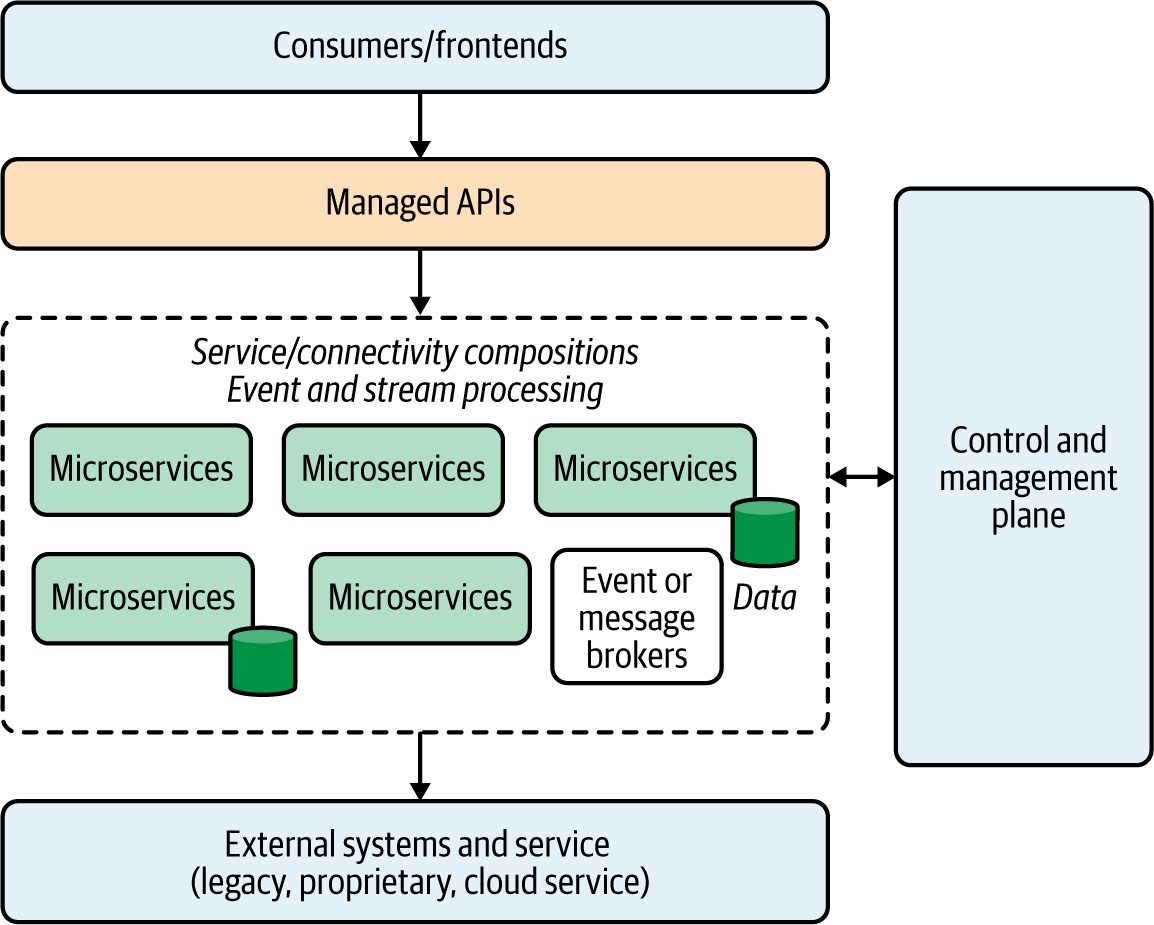 Consumers/frontends
Managed APIs
Service/connectivity compositions
Event and stream processing
Microservices
Microservices
Microservices
Microservices
Microservices
Event or
message
brokers
Data
Control and
management
plane
External systems and service
(legacy, proprietary, cloud service)